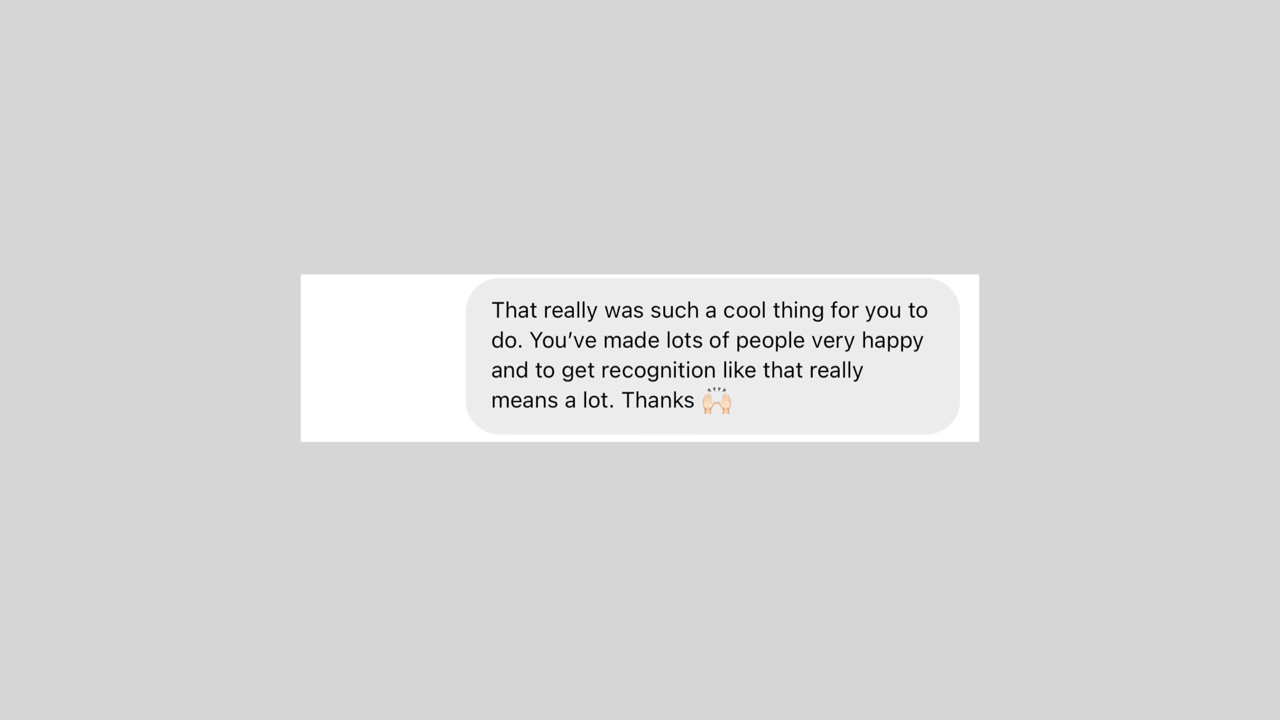 That really was such a cool thing for you to
do. You’ve made lots of people very happy
and to get recognition like that really
means a lot. Thanks 🙌🏻